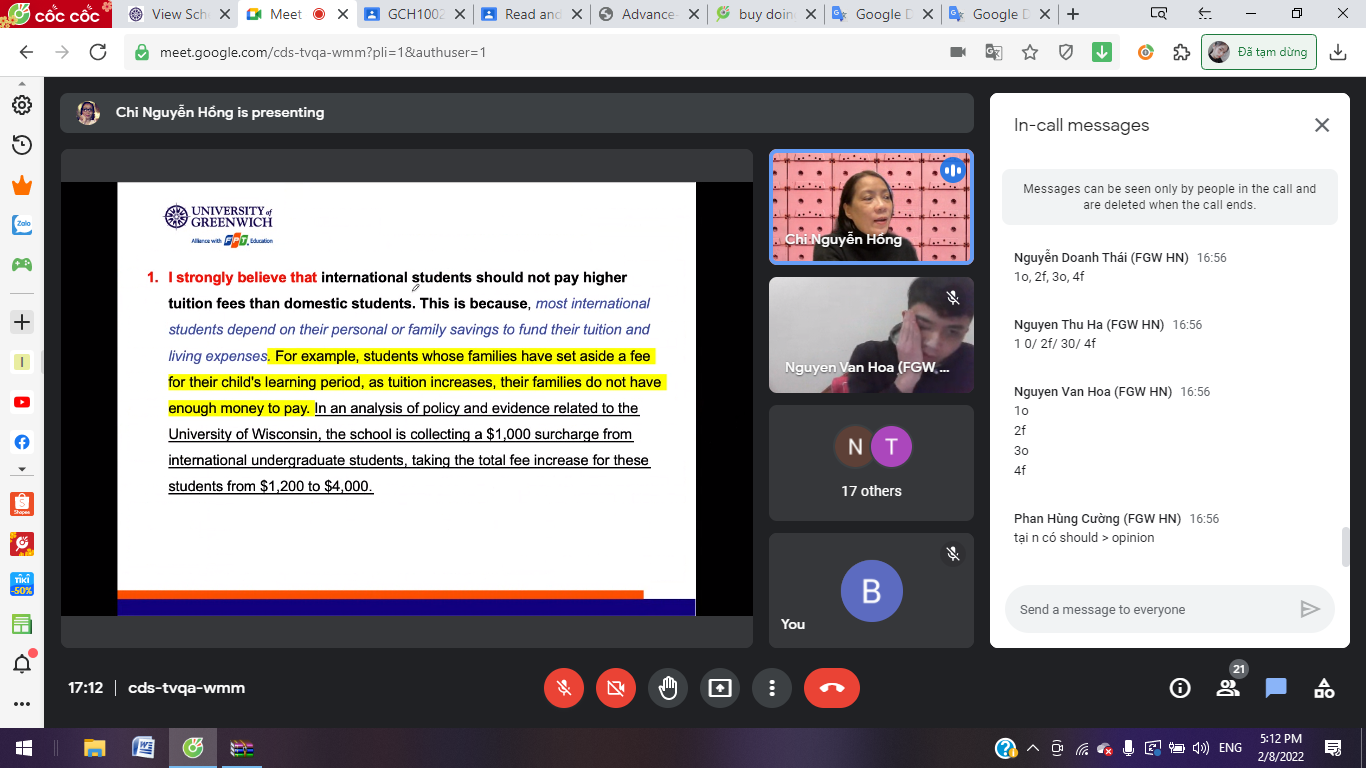 cốc cốc
View Sch
Meet
GCH1002
Read and
Advance-
buy doin
Google D
Google D
meet.google.com/cds-tvqa-wmm?pli=1&authuser=1
Đã tạm dừng
Chi Nguyễn Hồng is presenting
UNIVERSITY of
GREENWICH
Alliance with FPT Education
1. I strongly believe that international students should not pay higher
tuition fees than domestic students. This is because, most international
students depend on their personal or family savings to fund their tuition and
living expenses. For example, students whose families have set aside a fee
for their child's learning period, as tuition increases, their families do not have
enough money to pay. In an analysis of policy and evidence related to the
University of Wisconsin, the school is collecting a $1,000 surcharge from
international undergraduate students, taking the total fee increase for these
students from $1,200 to $4,000.
Chi Nguyễn Hồng
Nguyen Van Hoa (FGW ...
N T
17 others
B
You
In-call messages
Messages can be seen only by people in the call and
are deleted when the call ends.
Nguyễn Doanh Thái (FGW HN) 16:56
1o, 2f, 3o, 4f
Nguyen Thu Ha (FGW HN) 16:56
1 0/ 2f/ 30/ 4f
Nguyen Van Hoa (FGW HN) 16:56
1o
2f
3o
4f
Phan Hùng Cường (FGW HN) 16:56
tại n có should > opinion
Send a message to everyone
Zalo
I
Shopee
TIKI
-50%
17:12 | cds-tvqa-wmm
21
ENG
5:12 PM
2/8/2022